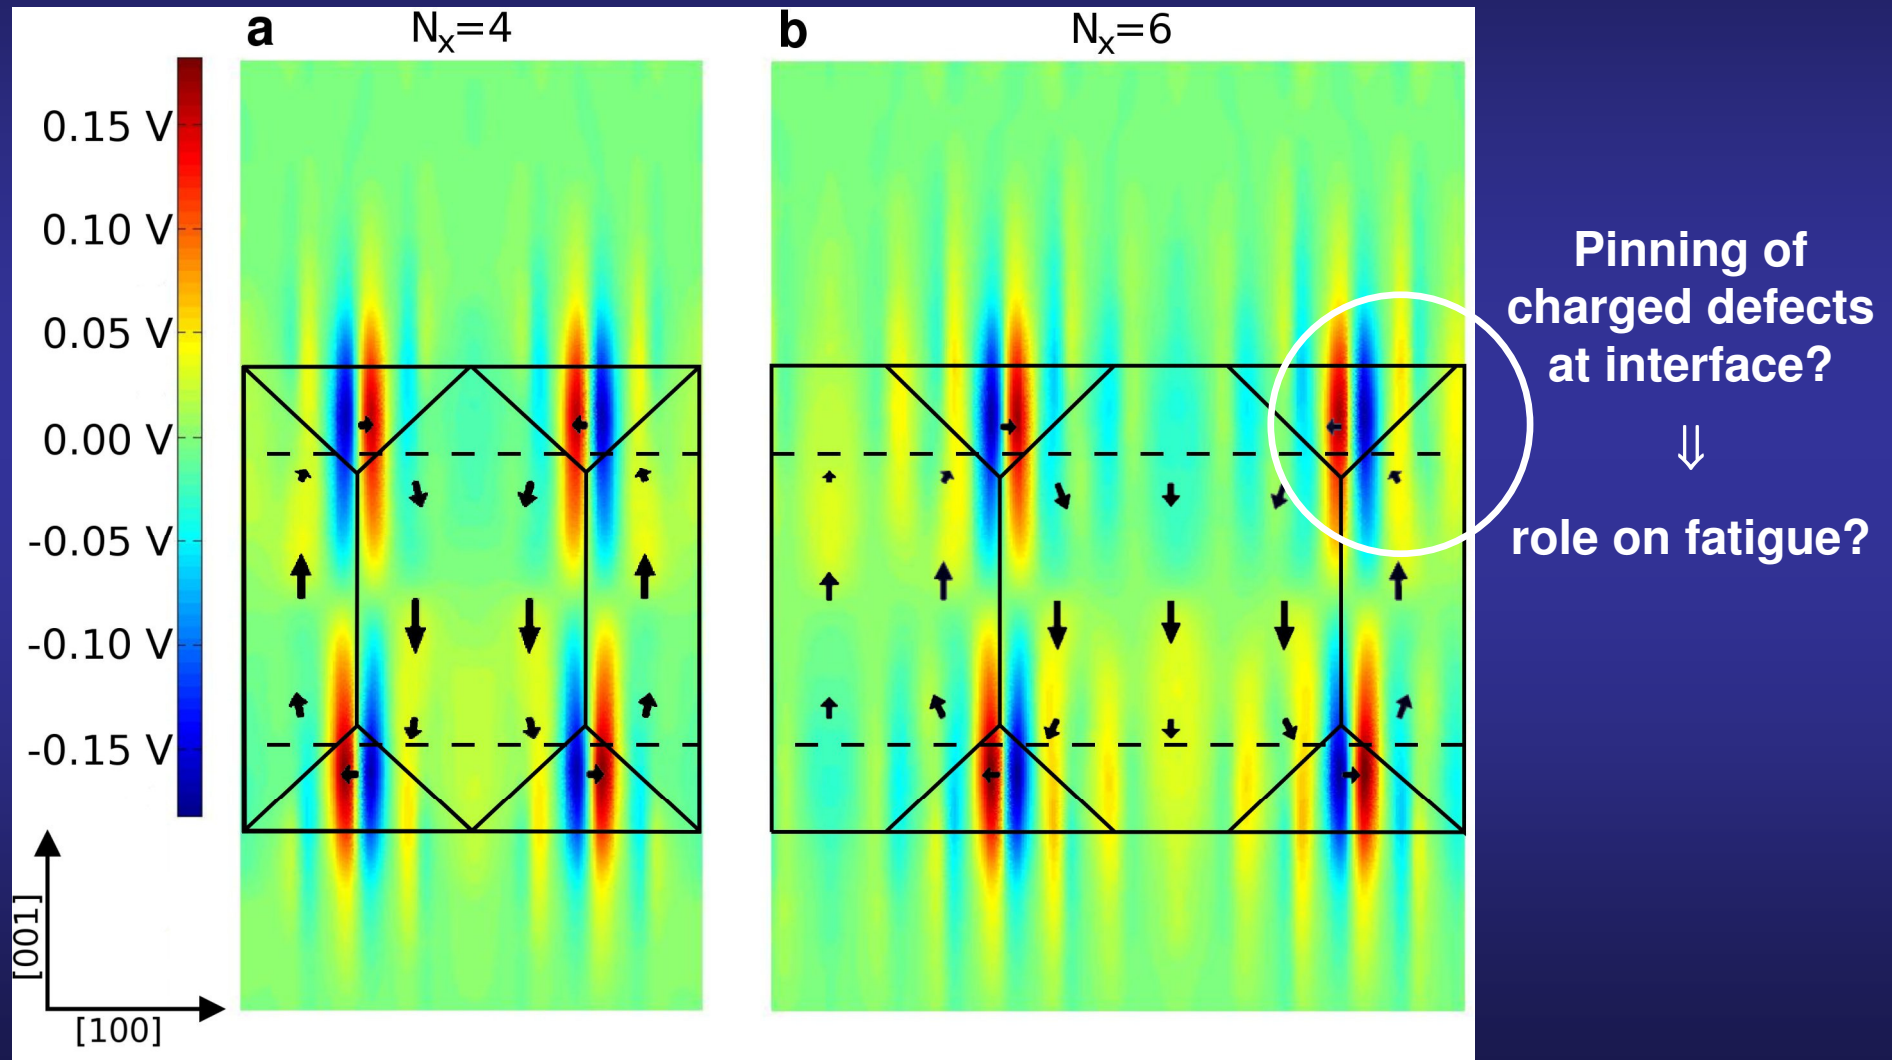 a
Nx=4
b
Nx=6
0.15 V
0.10 V
0.05 V
0.00 V
-0.05 V
-0.10 V
-0.15 V
[001]
[100]
Pinning of
charged defects
at interface?
⇓
role on fatigue?